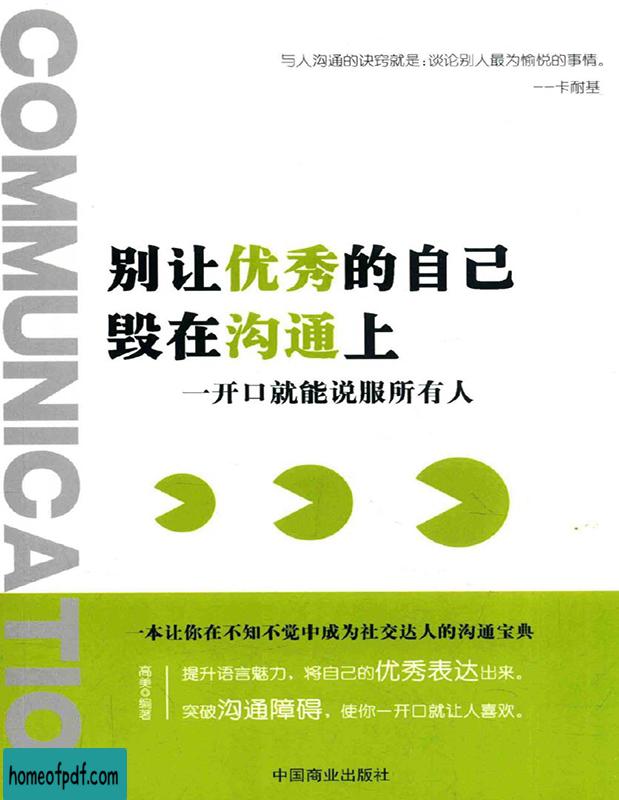 COMMUNICATIO
与人沟通的诀窍就是：谈论别人最为愉悦的事情。
--卡耐基
别让优秀的自己
毁在沟通上
一开口就能说服所有人
一本让你在不知不觉中成为社交达人的沟通宝典
高美◎编著
提升语言魅力，将自己的优秀表达出来。
突破沟通障碍，使你一开口就让人喜欢。
中国商业出版社
homeofpdf.com